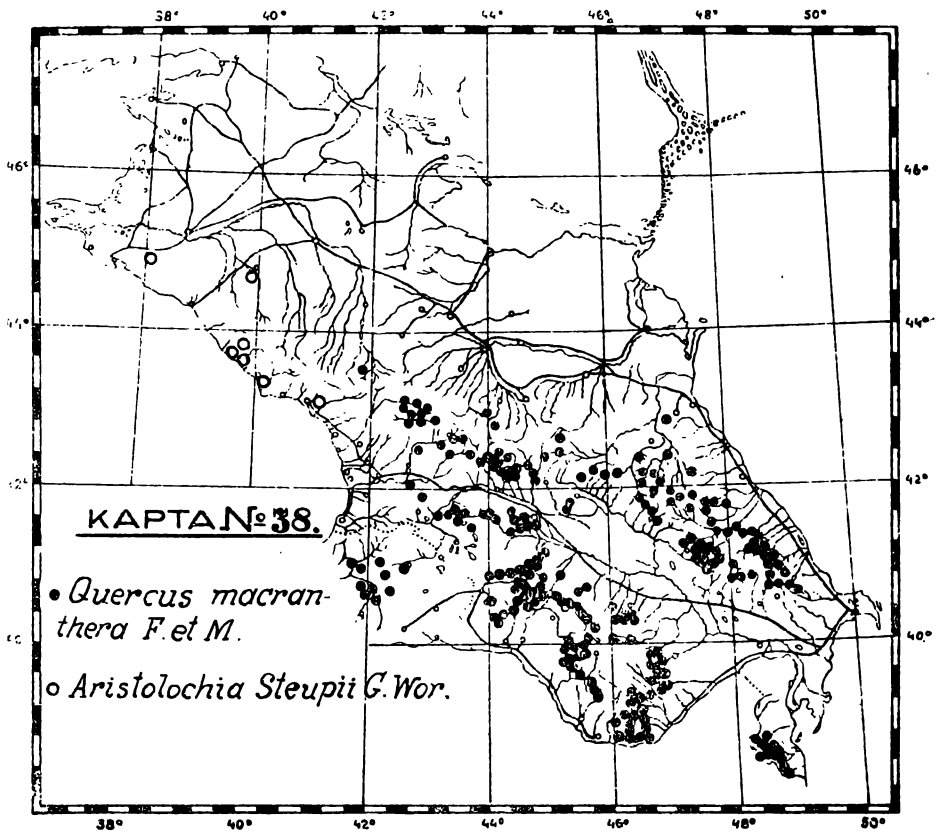 38° 40° 42° 44° 46° 48° 50°
46° 46°
44° 44°
42° 42°
КАРТА № 38.
Quercus macran-
thera F. et M.
40° 40°
Aristolochia Steupii G. Wor.
38° 40° 42° 44° 46° 48° 50°